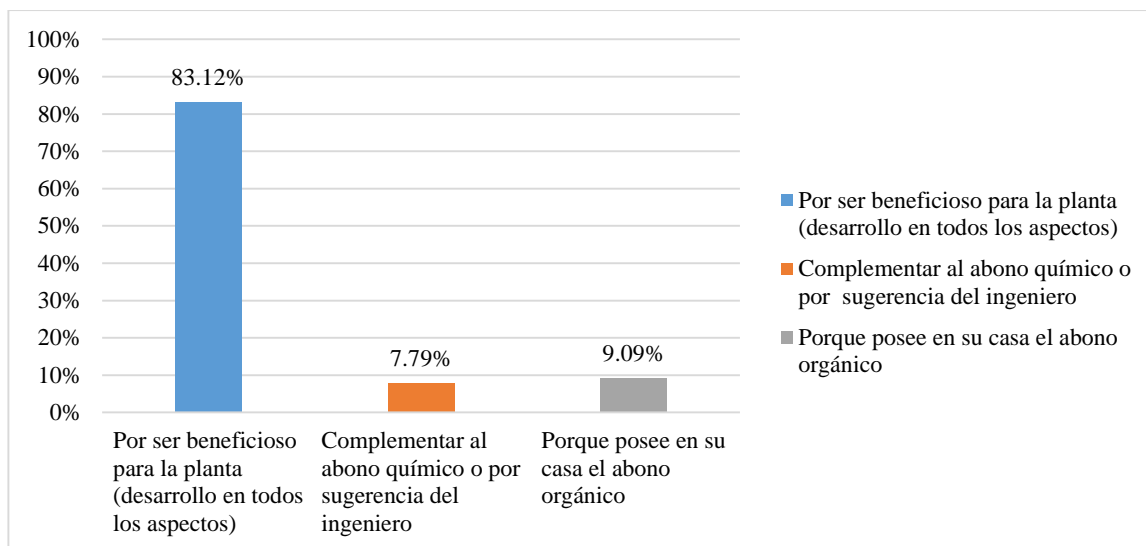 100%
90%
80%
70%
60%
50%
40%
30%
20%
10%
0%
83.12%
7.79%
9.09%
Por ser beneficioso
para la planta
(desarrollo en todos
los aspectos)
Complementar al
abono químico o por
sugerencia del
ingeniero
Porque posee en su
casa el abono
orgánico
Por ser beneficioso para la planta
(desarrollo en todos los aspectos)
Complementar al abono químico o
por sugerencia del ingeniero
Porque posee en su casa el abono
orgánico